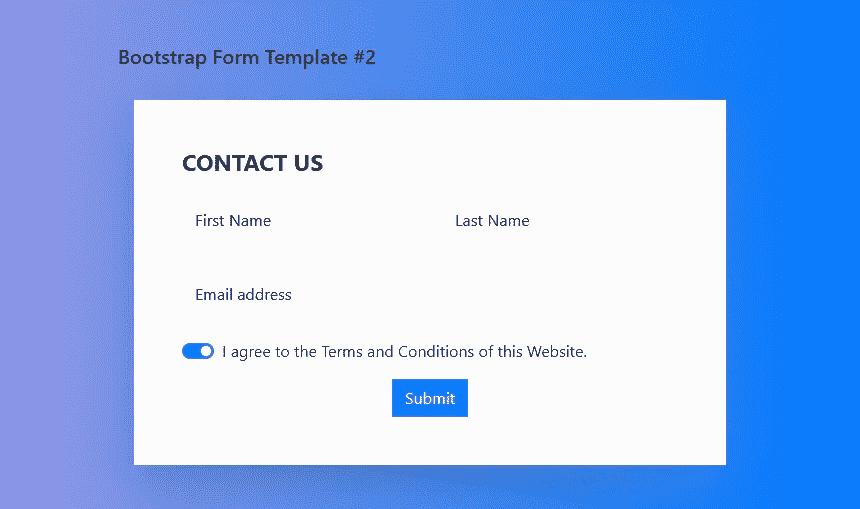 Bootstrap Form Template #2
CONTACT US
First Name Last Name
Email address
I agree to the Terms and Conditions of this Website.
Submit